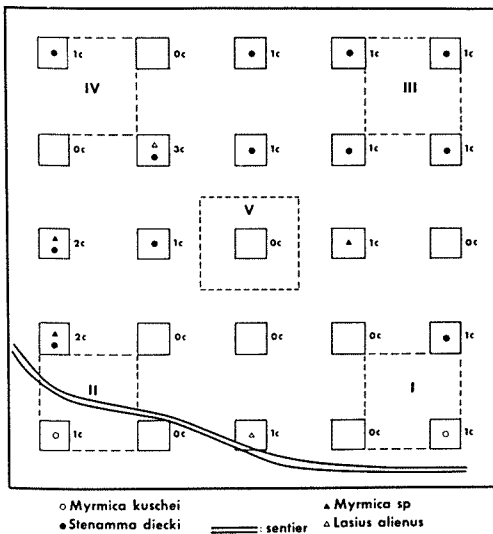 1c 0c 1c 1c 1c
IV III
0c 3c 1c 1c 1c
V
2c 1c 0c 1c 0c
2c 0c 0c 0c 1c
II I
1c 0c 1c 0c 1c
○ Myrmica kuschei ▲ Myrmica sp
● Stenamma diecki : sentier △ Lasius alienus